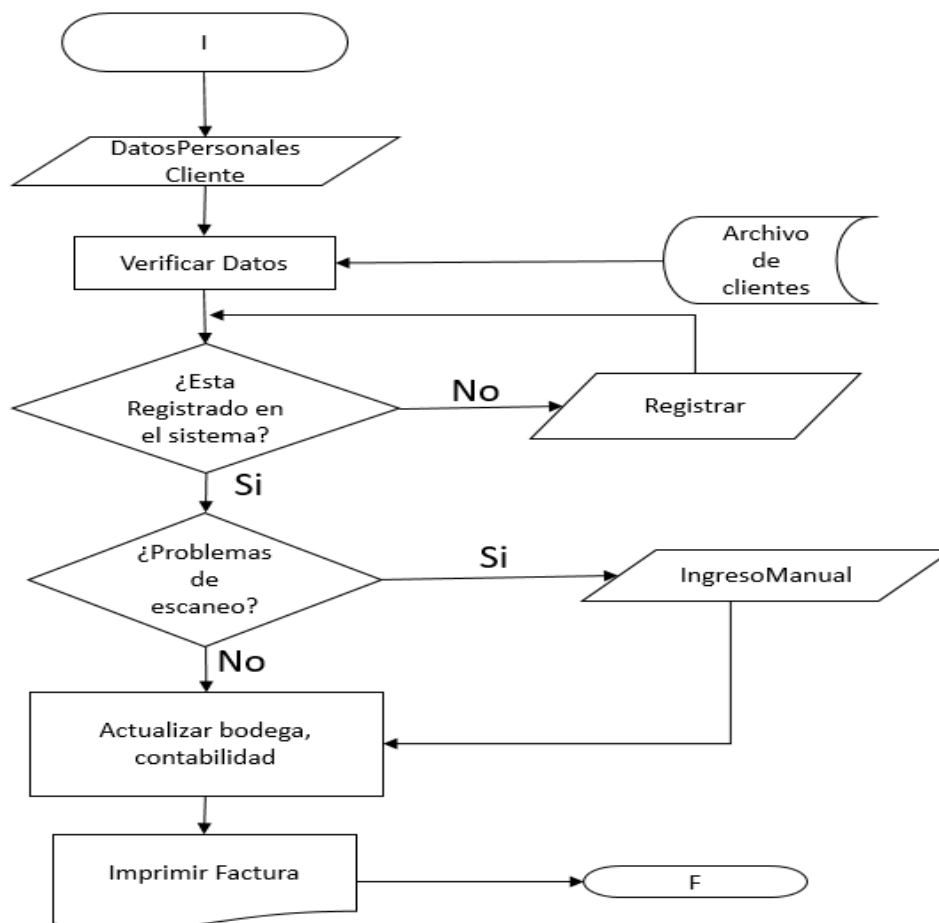 I
DatosPersonales
Cliente
Verificar Datos
Archivo
de
clientes
¿Esta
Registrado en
el sistema?
No
Registrar
Si
¿Problemas
de
escaneo?
Si
IngresoManual
No
Actualizar bodega,
contabilidad
Imprimir Factura
F